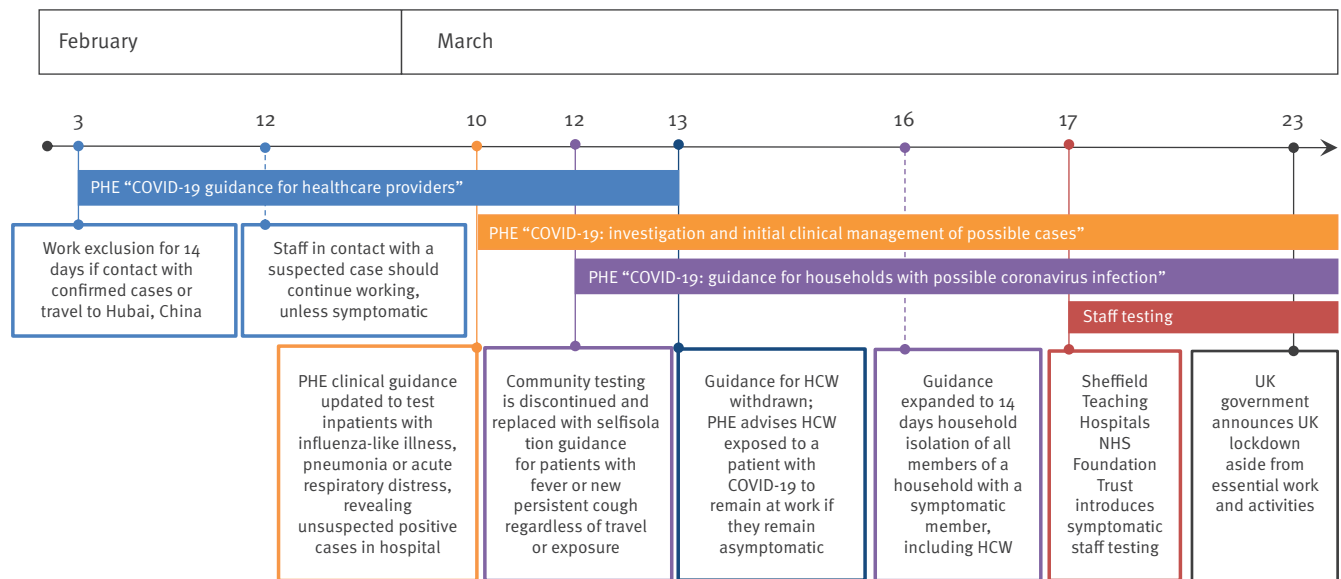 February
March
3
12
10
12
13
16
17
23
PHE “COVID-19 guidance for healthcare providers”
PHE “COVID-19: investigation and initial clinical management of possible cases”
PHE “COVID-19: guidance for households with possible coronavirus infection”
Staff testing
Work exclusion for 14
days if contact with
confirmed cases or
travel to Hubai, China
Staff in contact with a
suspected case should
continue working,
unless symptomatic
PHE clinical guidance
updated to test
inpatients with
influenza-like illness,
pneumonia or acute
respiratory distress,
revealing
unsuspected positive
cases in hospital
Community testing
is discontinued and
replaced with selfisola
tion guidance
for patients with
fever or new
persistent cough
regardless of travel
or exposure
Guidance for HCW
withdrawn;
PHE advises HCW
exposed to a
patient with
COVID-19 to
remain at work if
they remain
asymptomatic
Guidance
expanded to 14
days household
isolation of all
members of a
household with a
symptomatic
member,
including HCW
Sheffield
Teaching
Hospitals
NHS
Foundation
Trust
introduces
symptomatic
staff testing
UK
government
announces UK
lockdown
aside from
essential work
and activities